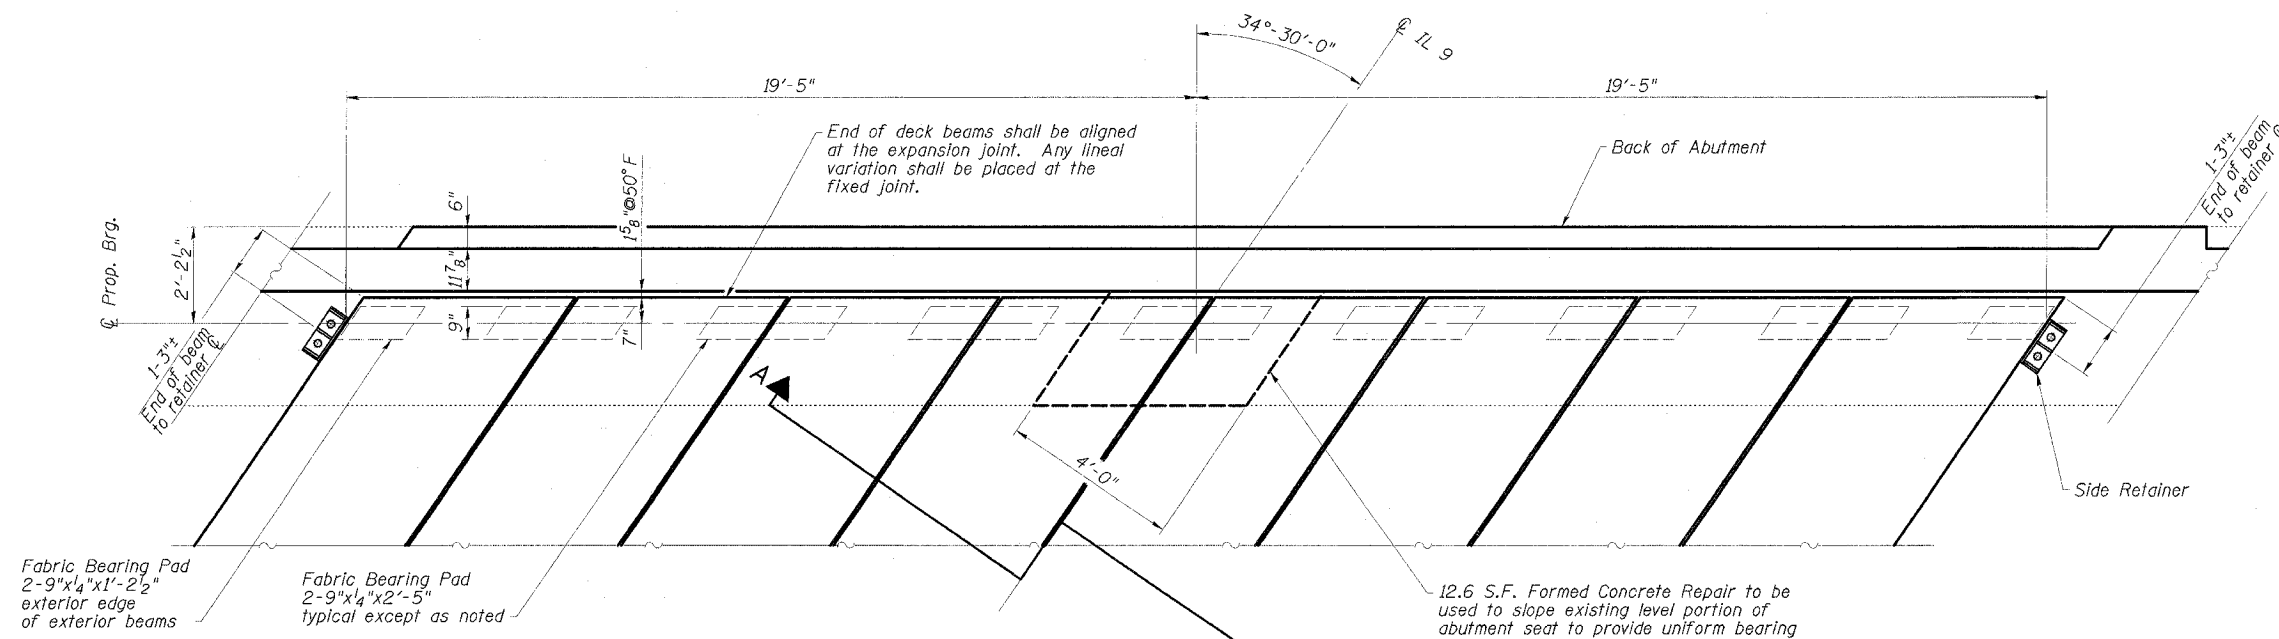 34°-30'-0"
℄ IL 9
19'-5"
19'-5"
End of deck beams shall be aligned
at the expansion joint. Any lineal
variation shall be placed at the
fixed joint.
Back of Abutment
1-3"±
End of beam
to retainer ℄
℄ Prop. Brg.
2'-2½"
6"
11⅞"
1⅝"@50° F
9"
7"
1-3"±
End of beam
to retainer ℄
A
4'-0"
Side Retainer
Fabric Bearing Pad
2-9"x¼"x1'-2½"
exterior edge
of exterior beams
Fabric Bearing Pad
2-9"x¼"x2'-5"
typical except as noted
12.6 S.F. Formed Concrete Repair to be
used to slope existing level portion of
abutment seat to provide uniform bearing